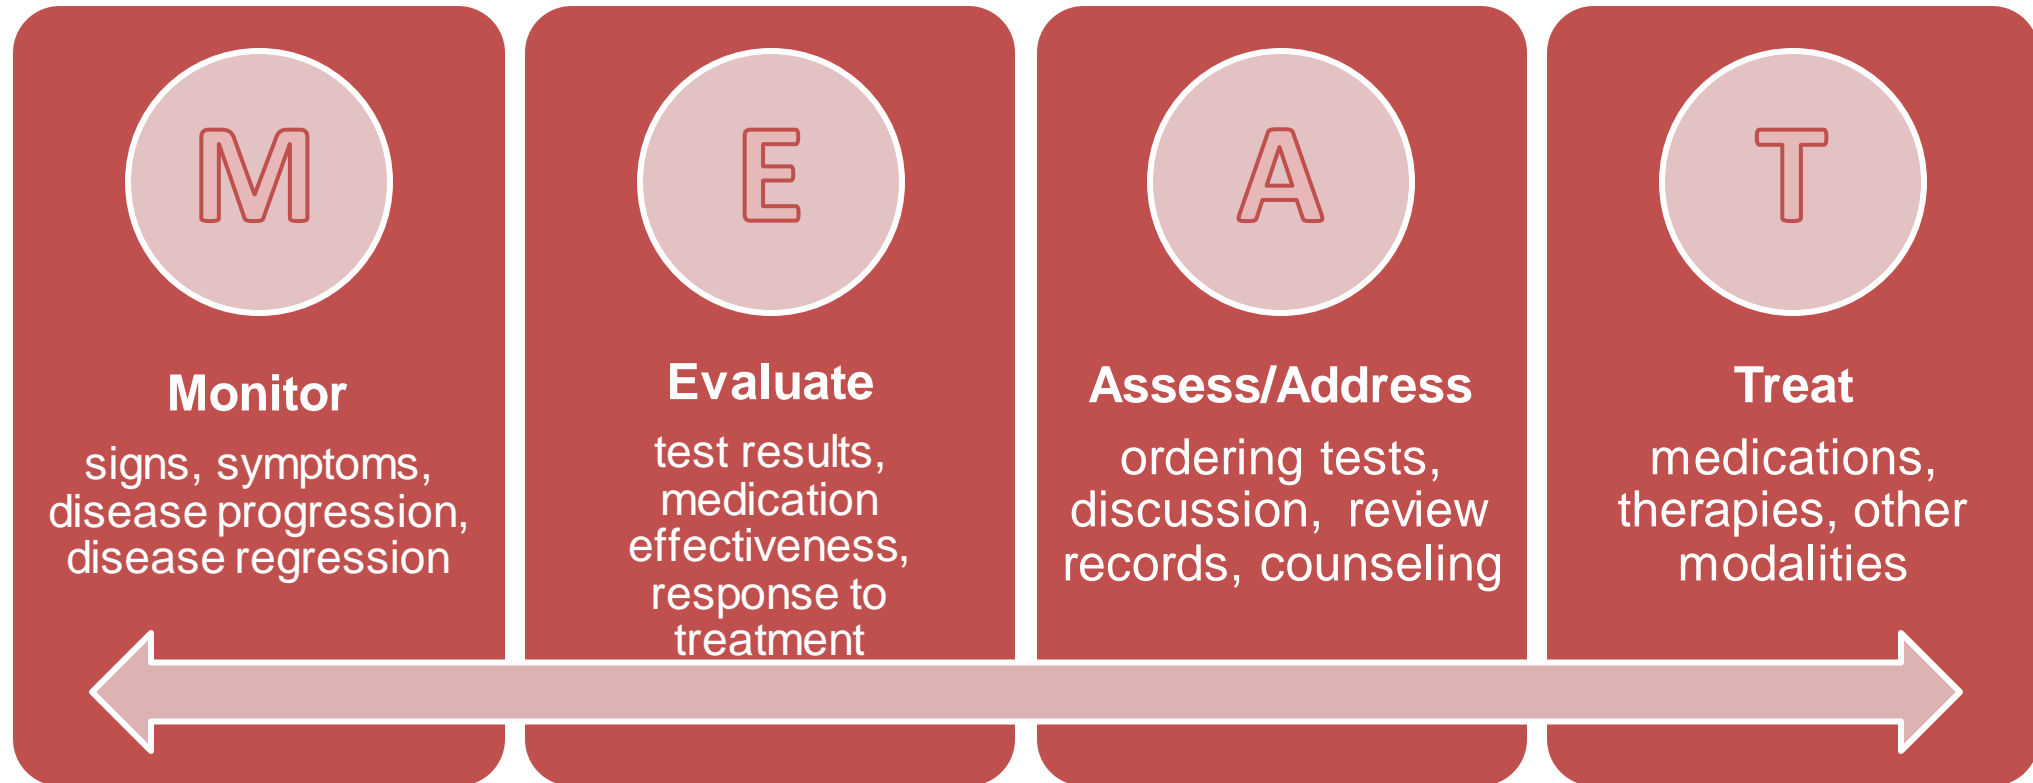 M
Monitor
signs, symptoms,
disease progression,
disease regression
E
Evaluate
test results,
medication
effectiveness,
response to
treatment
A
Assess/Address
ordering tests,
discussion, review
records, counseling
T
Treat
medications,
therapies, other
modalities